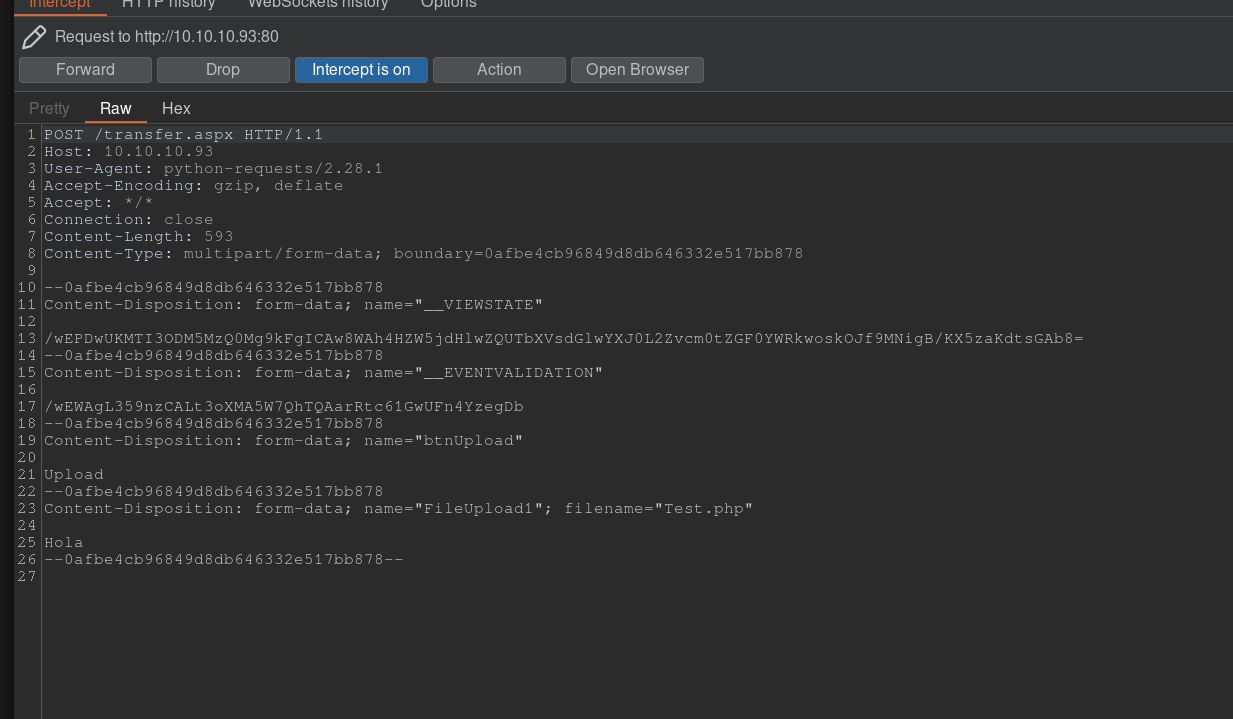 Intercept HTTP history WebSockets history Options
Request to http://10.10.10.93:80
Forward Drop Intercept is on Action Open Browser
Pretty Raw Hex
1 POST /transfer.aspx HTTP/1.1
2 Host: 10.10.10.93
3 User-Agent: python-requests/2.28.1
4 Accept-Encoding: gzip, deflate
5 Accept: */*
6 Connection: close
7 Content-Length: 593
8 Content-Type: multipart/form-data; boundary=0afbe4cb96849d8db646332e517bb878
9
10 --0afbe4cb96849d8db646332e517bb878
11 Content-Disposition: form-data; name="__VIEWSTATE"
12
13 /wEPDwUKMTI3ODM5MzQ0Mg9kFgICAw8WAh4HZW5jdHlwZQUTbXVsdGlwYXJ0L2Zvcm0tZGF0YWRkwoskOJf9MNigB/KX5zaKdtsGAb8=
14 --0afbe4cb96849d8db646332e517bb878
15 Content-Disposition: form-data; name="__EVENTVALIDATION"
16
17 /wEWAgL359nzCALt3oXMA5W7QhTQAarRtc61GwUFn4YzegDb
18 --0afbe4cb96849d8db646332e517bb878
19 Content-Disposition: form-data; name="btnUpload"
20
21 Upload
22 --0afbe4cb96849d8db646332e517bb878
23 Content-Disposition: form-data; name="FileUpload1"; filename="Test.php"
24
25 Hola
26 --0afbe4cb96849d8db646332e517bb878--
27